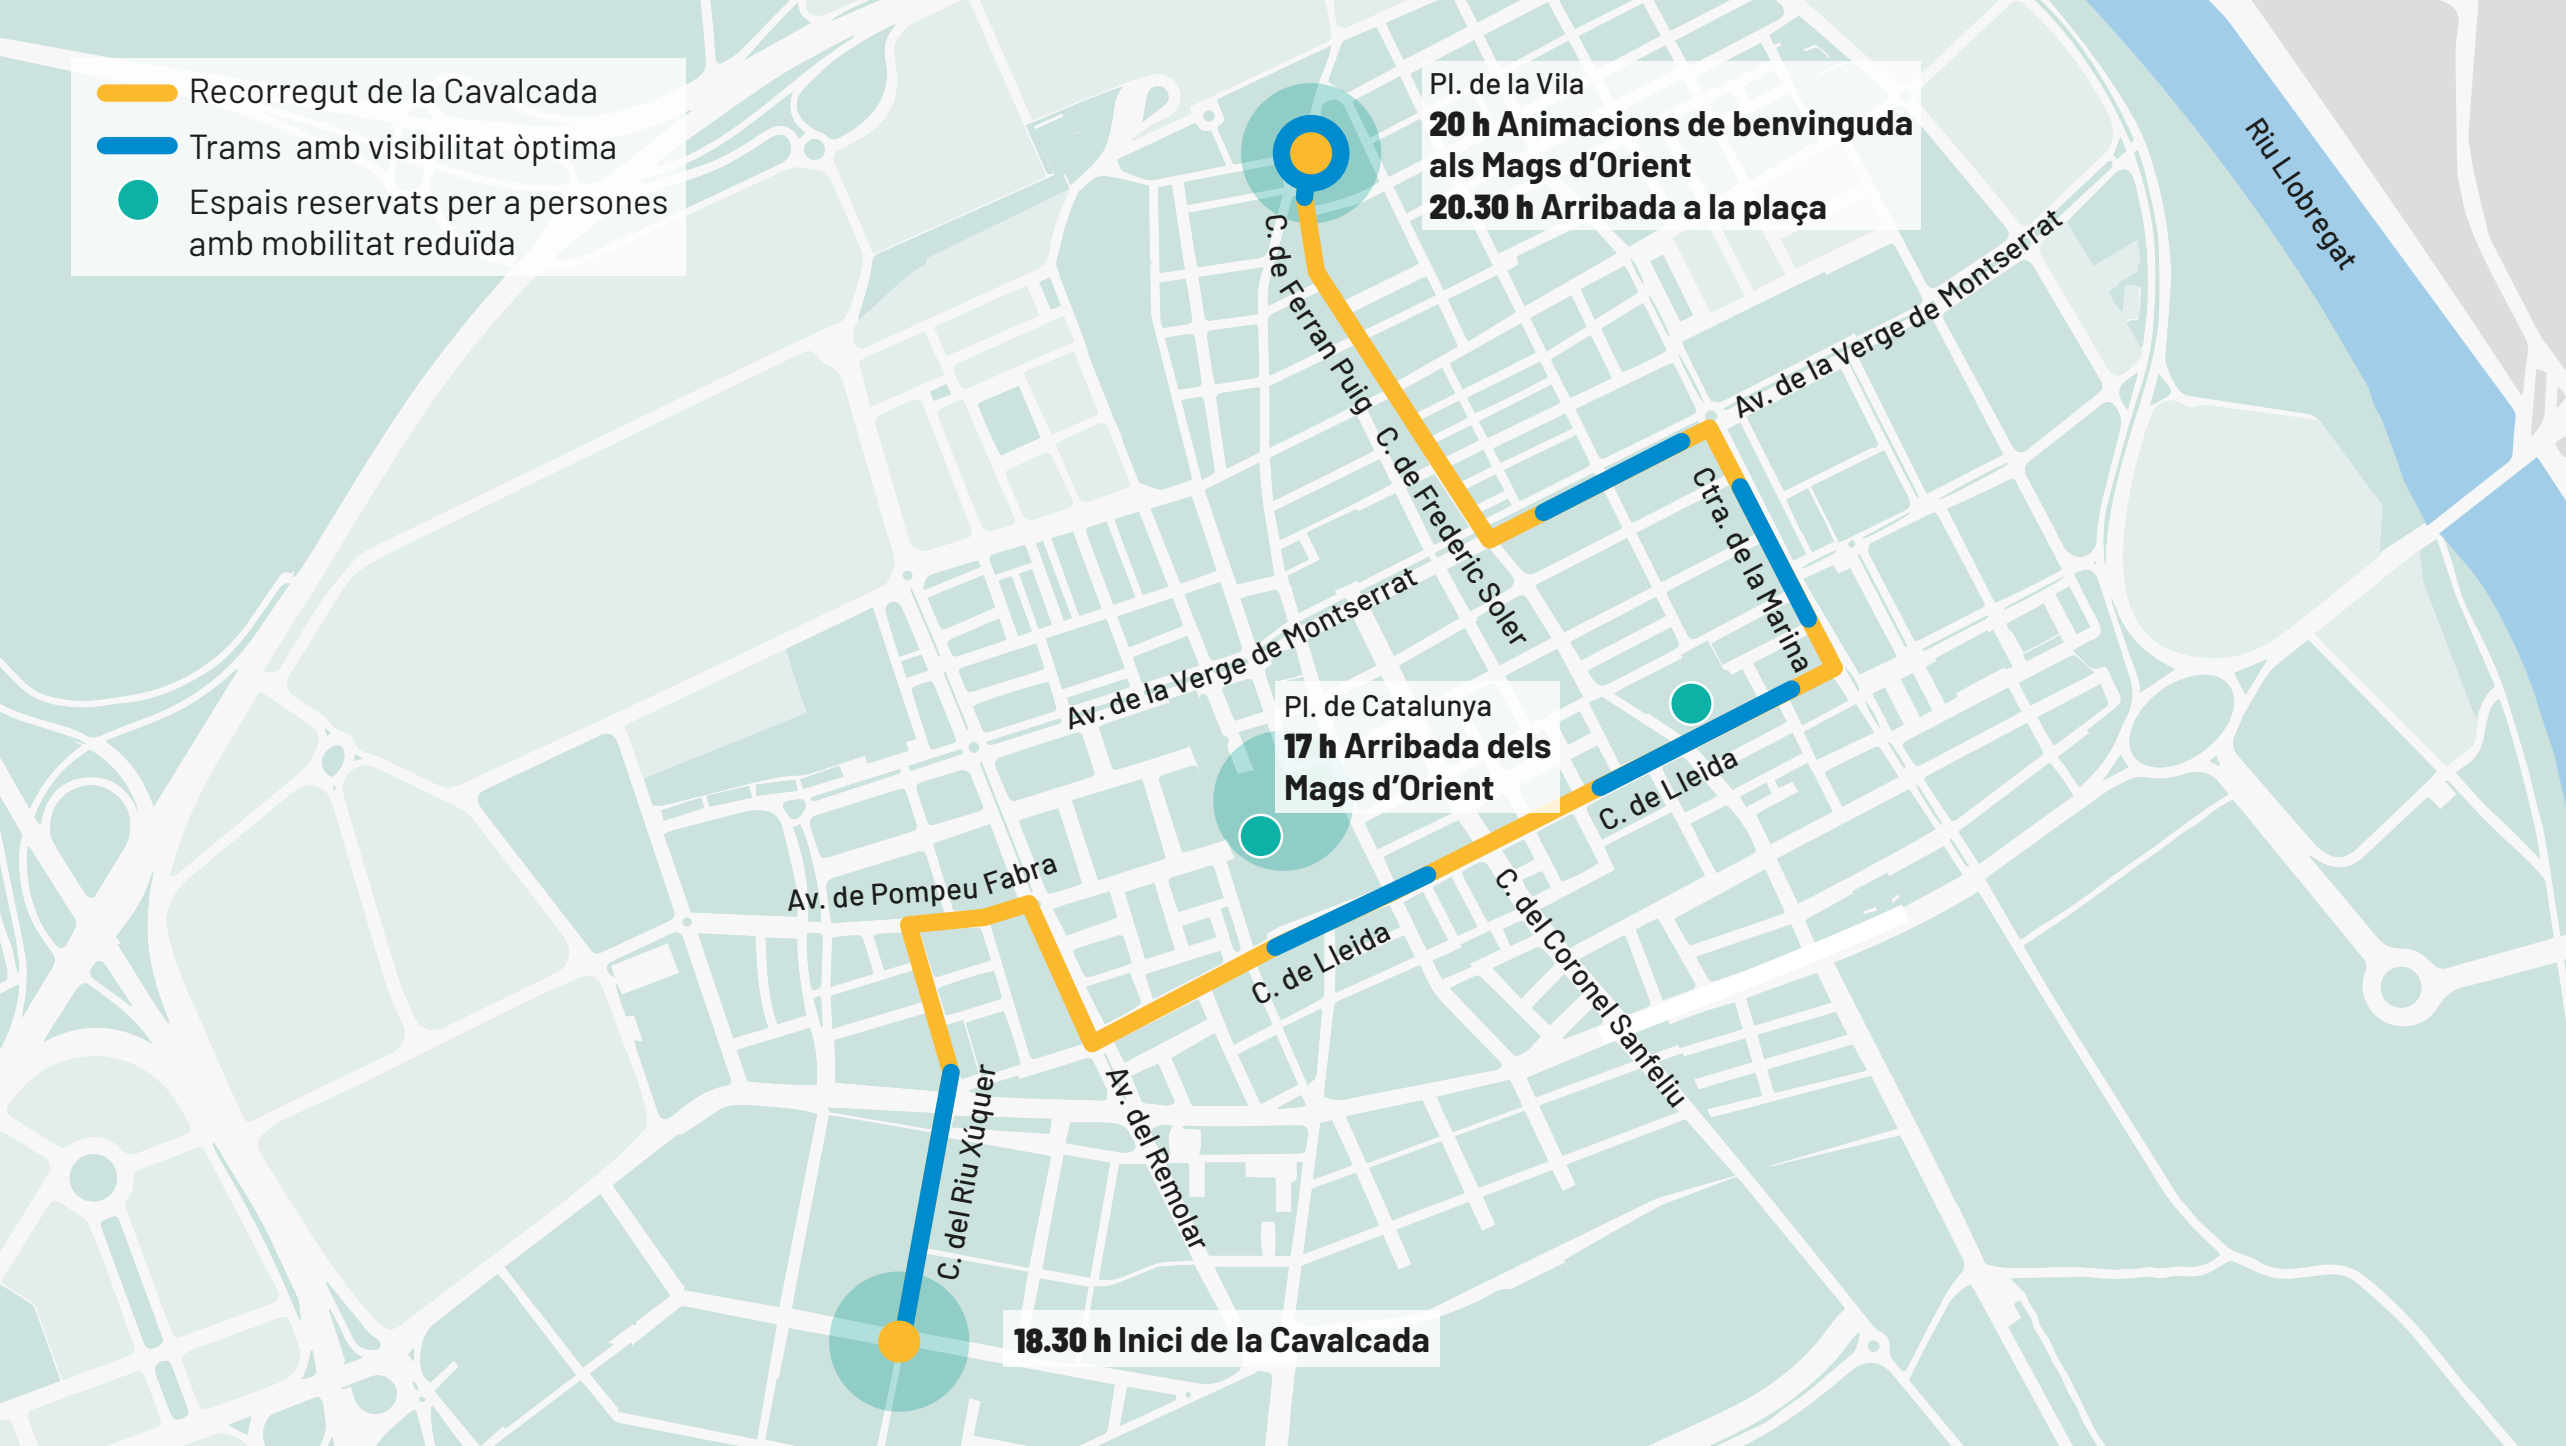 Recorregut de la Cavalcada
Trams  amb visibilitat òptima
Espais reservats per a persones
amb mobilitat reduïda
Pl. de la Vila
20 h Animacions de benvinguda
als Mags d’Orient
20.30 h Arribada a la plaça
Riu Llobregat
C. de Ferran Puig
Av. de la Verge de Montserrat
C. de Frederic Soler
Ctra. de la Marina
Av. de la Verge de Montserrat
Pl. de Catalunya
17 h Arribada dels
Mags d’Orient
C. de Lleida
Av. de Pompeu Fabra
C. de Lleida
C. del Coronel Sanfeliu
C. del Riu Xúquer
Av. del Remolar
18.30 h Inici de la Cavalcada